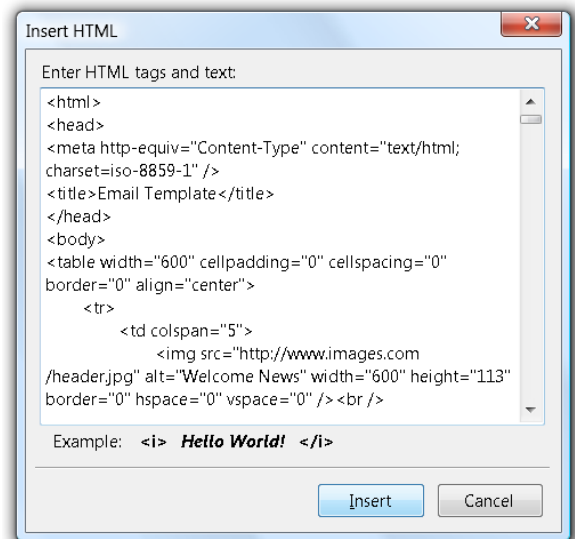 Insert HTML
Enter HTML tags and text:
<html>
<head>
<meta http-equiv="Content-Type" content="text/html;
charset=iso-8859-1" />
<title>Email Template</title>
</head>
<body>
<table width="600" cellpadding="0" cellspacing="0"
border="0" align="center">
<tr>
<td colspan="5">
<img src="http://www.images.com
/header.jpg" alt="Welcome News" width="600" height="113"
border="0" hspace="0" vspace="0" /><br />
Example: <i> Hello World! </i>
Insert Cancel